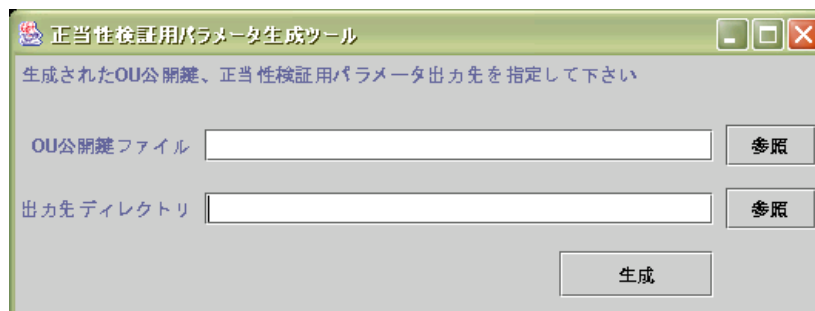 正当性検証用パラメータ生成ツール
生成されたOU公開鍵、正当性検証用パラメータ出力先を指定して下さい
OU公開鍵ファイル
参照
出力先ディレクトリ
参照
生成